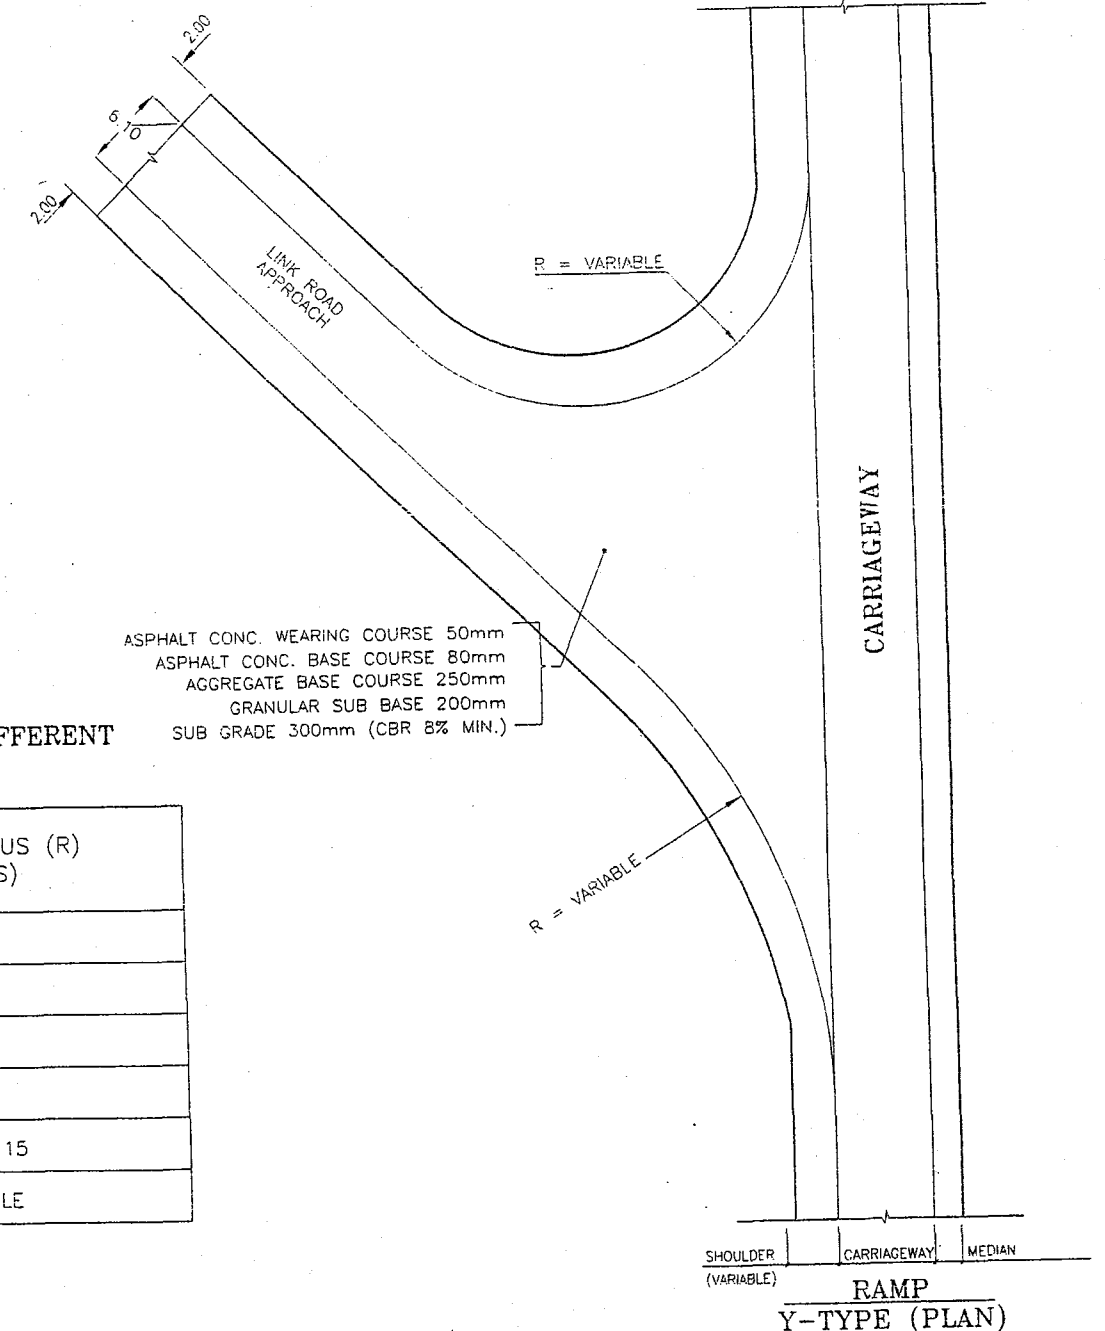 2.00
6.10
2.00
LINK ROAD
APPROACH
R = VARIABLE
CARRIAGEWAY
ASPHALT CONC. WEARING COURSE 50mm
ASPHALT CONC. BASE COURSE 80mm
AGGREGATE BASE COURSE 250mm
GRANULAR SUB BASE 200mm
SUB GRADE 300mm (CBR 8% MIN.)
FFERENT
US (R)
S)
15
LE
R = VARIABLE
SHOULDER
(VARIABLE)
CARRIAGEWAY
MEDIAN
RAMP
Y-TYPE (PLAN)